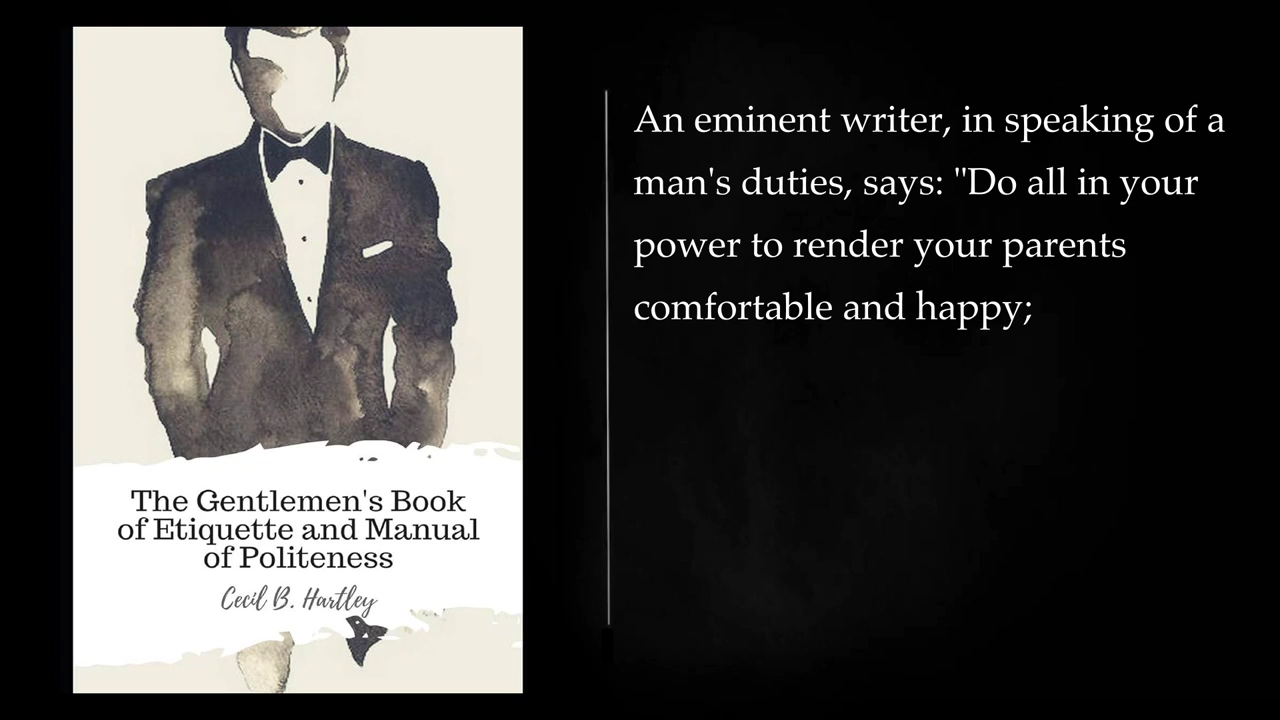 The Gentlemen's Book
of Etiquette and Manual
of Politeness
Cecil B. Hartley
An eminent writer, in speaking of a
man's duties, says: "Do all in your
power to render your parents
comfortable and happy;